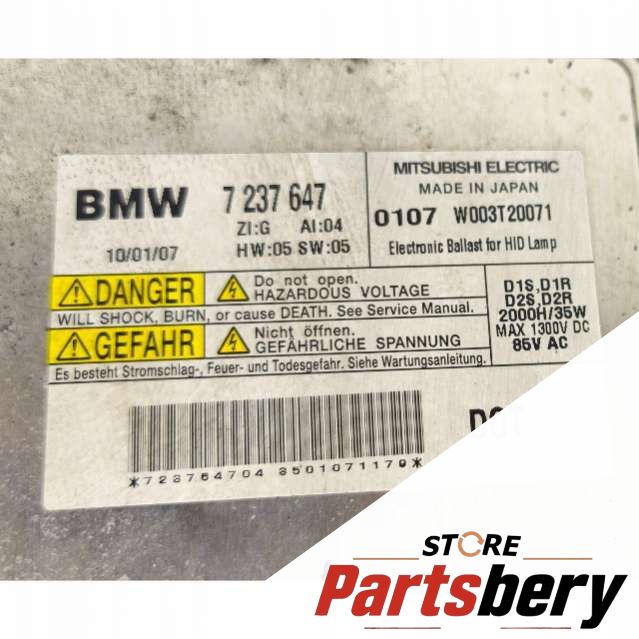 BMW 7 237 647
ZI:G AI:04
10/01/07 HW:05 SW:05
MITSUBISHI ELECTRIC
MADE IN JAPAN
0107 W003T20071
Electronic Ballast for HID Lamp
DANGER Do not open.
HAZARDOUS VOLTAGE
WILL SHOCK, BURN, or cause DEATH. See Service Manual.
GEFAHR Nicht öffnen.
GEFÄHRLICHE SPANNUNG
Es besteht Stromschlag-, Feuer- und Todesgefahr. Siehe Wartungsanleitung.
D1S,D1R
D2S,D2R
2000H/35W
MAX 1300V DC
85V AC
*723764704 3501071179*
STORE
Partsbery